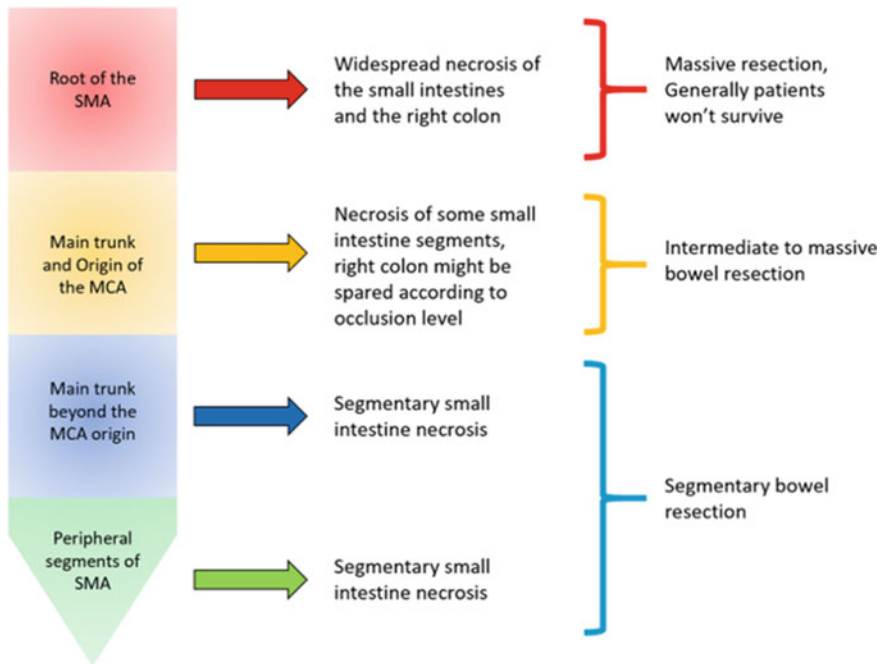 Root of the
SMA
Widespread necrosis of
the small intestines
and the right colon
Massive resection,
Generally patients
won't survive
Main trunk
and Origin of
the MCA
Necrosis of some small
intestine segments,
right colon might be
spared according to
occlusion level
Intermediate to massive
bowel resection
Main trunk
beyond the
MCA origin
Segmentary small
intestine necrosis
Segmentary bowel
resection
Peripheral
segments of
SMA
Segmentary small
intestine necrosis